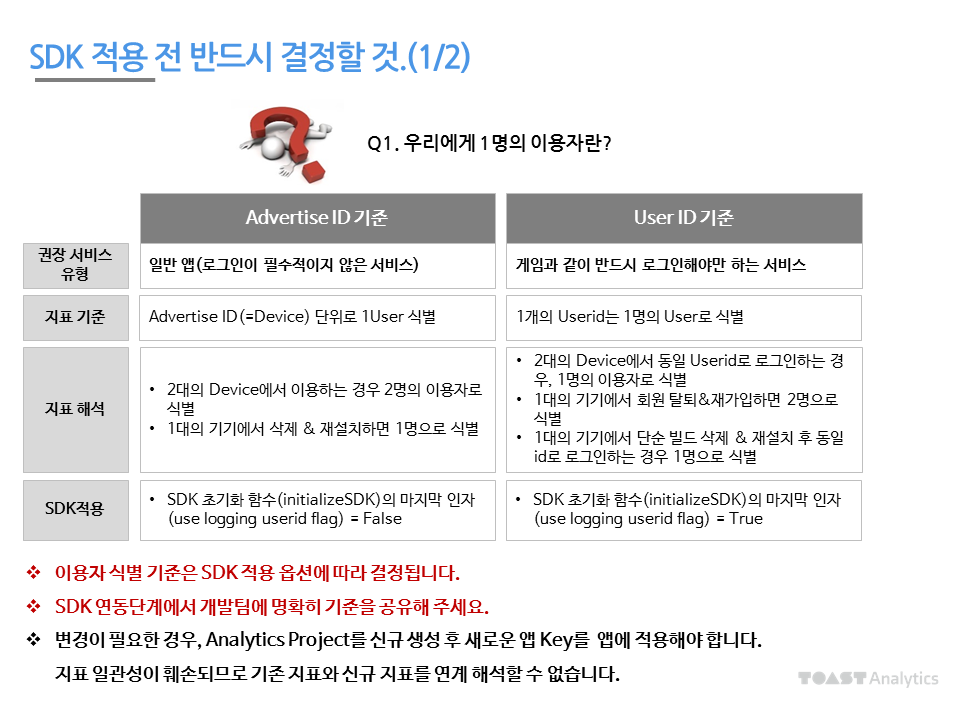 SDK 적용 전 반드시 결정할 것.(1/2)
Q1. 우리에게 1명의 이용자란?
Advertise ID 기준
User ID 기준
권장 서비스
유형
일반 앱(로그인이 필수적이지 않은 서비스)
게임과 같이 반드시 로그인해야만 하는 서비스
지표 기준
Advertise ID(=Device) 단위로 1User 식별
1개의 Userid는 1명의 User로 식별
지표 해석
• 2대의 Device에서 이용하는 경우 2명의 이용자로
식별
• 1대의 기기에서 삭제 & 재설치하면 1명으로 식별
• 2대의 Device에서 동일 Userid로 로그인하는 경
우, 1명의 이용자로 식별
• 1대의 기기에서 회원 탈퇴&재가입하면 2명으로
식별
• 1대의 기기에서 단순 빌드 삭제 & 재설치 후 동일
id로 로그인하는 경우 1명으로 식별
SDK적용
• SDK 초기화 함수(initializeSDK)의 마지막 인자
(use logging userid flag) = False
• SDK 초기화 함수(initializeSDK)의 마지막 인자
(use logging userid flag) = True
❖ 이용자 식별 기준은 SDK 적용 옵션에 따라 결정됩니다.
❖ SDK 연동단계에서 개발팀에 명확히 기준을 공유해 주세요.
❖ 변경이 필요한 경우, Analytics Project를 신규 생성 후 새로운 앱 Key를 앱에 적용해야 합니다.
지표 일관성이 훼손되므로 기존 지표와 신규 지표를 연계 해석할 수 없습니다.
TOAST Analytics